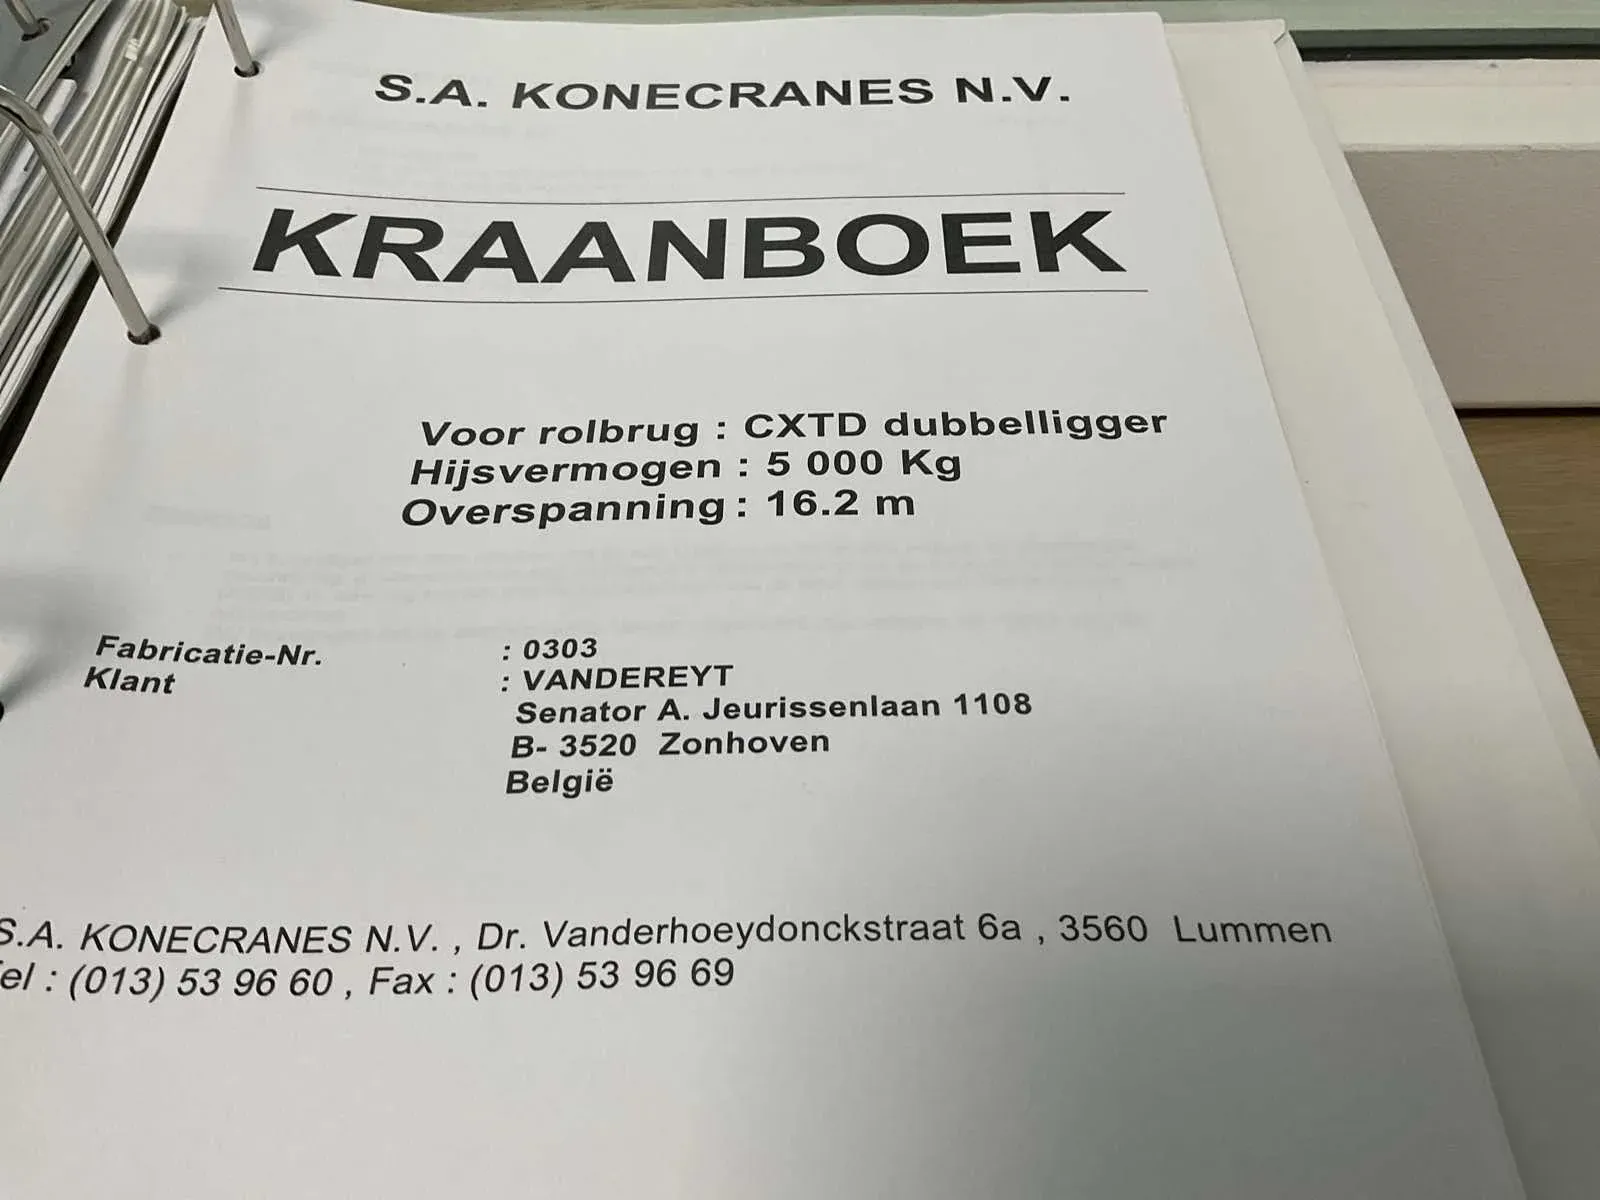 S.A. KONECRANES N.V.
KRAANBOEK
Voor rolbrug : CXTD dubbelligger
Hijsvermogen : 5 000 Kg
Overspanning : 16.2 m
Fabricatie-Nr. : 0303
Klant : VANDEREYT
Senator A. Jeurissenlaan 1108
B- 3520 Zonhoven
België
S.A. KONECRANES N.V. , Dr. Vanderhoeydonckstraat 6a , 3560 Lummen
Tel : (013) 53 96 60 , Fax : (013) 53 96 69